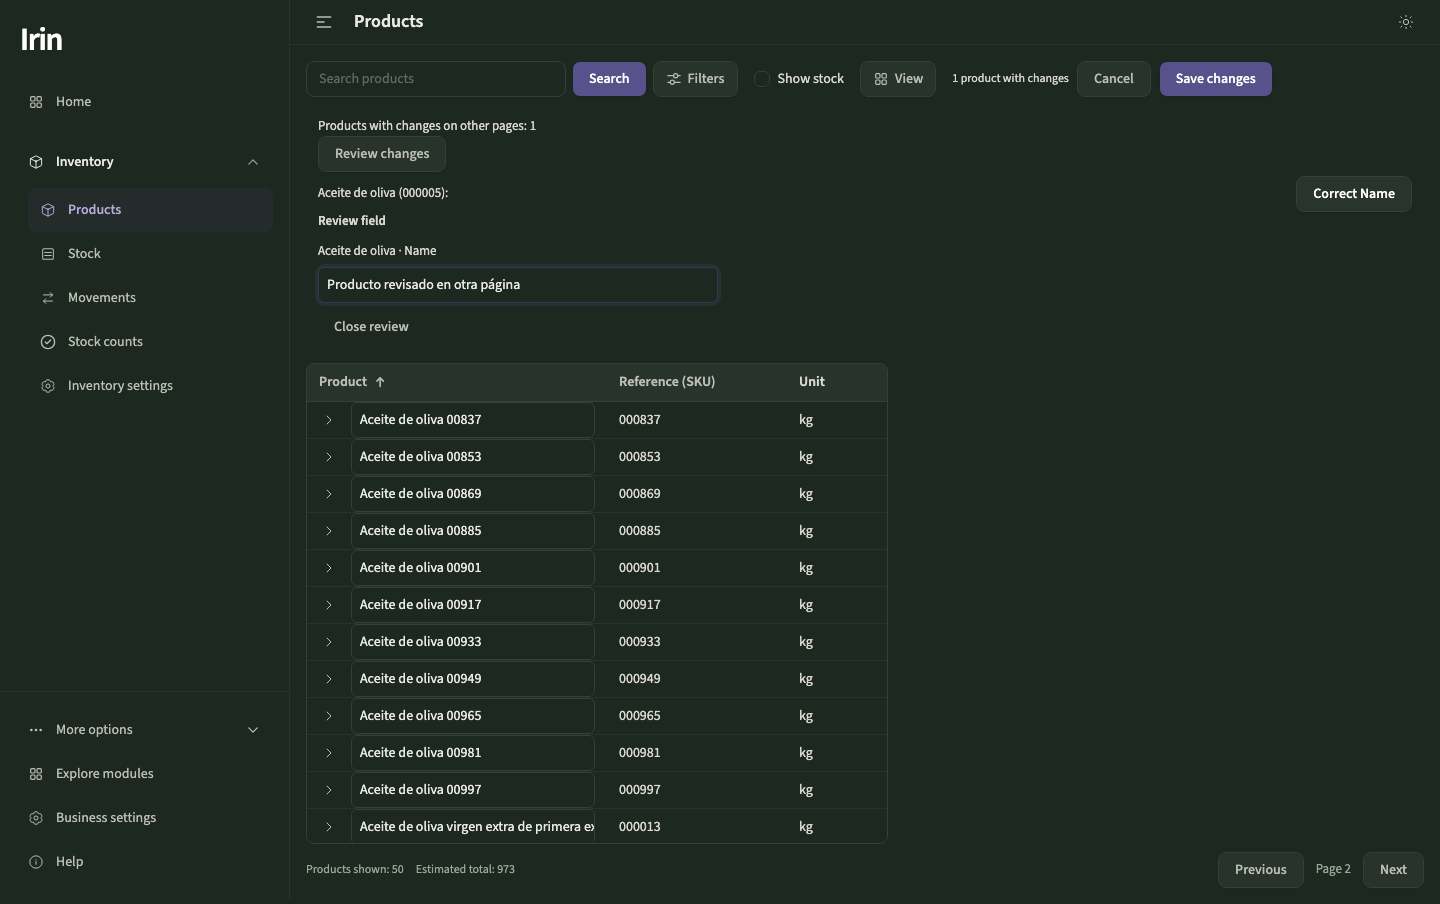 Irin
Products
Search products
Search
Filters
Show stock
View
1 product with changes
Cancel
Save changes
Home
Inventory
Products
Stock
Movements
Stock counts
Inventory settings
More options
Explore modules
Business settings
Help
Products with changes on other pages: 1
Review changes
Aceite de oliva (000005):
Correct Name
Review field
Aceite de oliva · Name
Producto revisado en otra página
Close review
Product Reference (SKU) Unit
Aceite de oliva 00837 000837 kg
Aceite de oliva 00853 000853 kg
Aceite de oliva 00869 000869 kg
Aceite de oliva 00885 000885 kg
Aceite de oliva 00901 000901 kg
Aceite de oliva 00917 000917 kg
Aceite de oliva 00933 000933 kg
Aceite de oliva 00949 000949 kg
Aceite de oliva 00965 000965 kg
Aceite de oliva 00981 000981 kg
Aceite de oliva 00997 000997 kg
Aceite de oliva virgen extra de primera 000013 kg
Products shown: 50 Estimated total: 973
Previous Page 2 Next